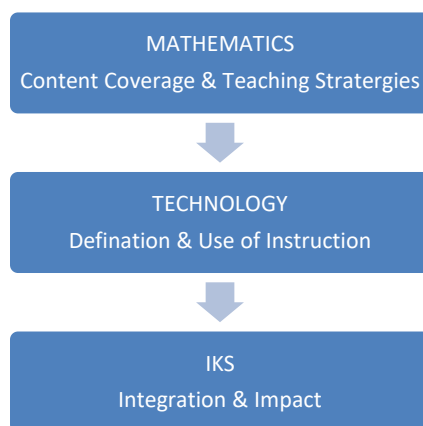 MATHEMATICS
Content Coverage & Teaching Stratergies
TECHNOLOGY
Defination & Use of Instruction
IKS
Integration & Impact